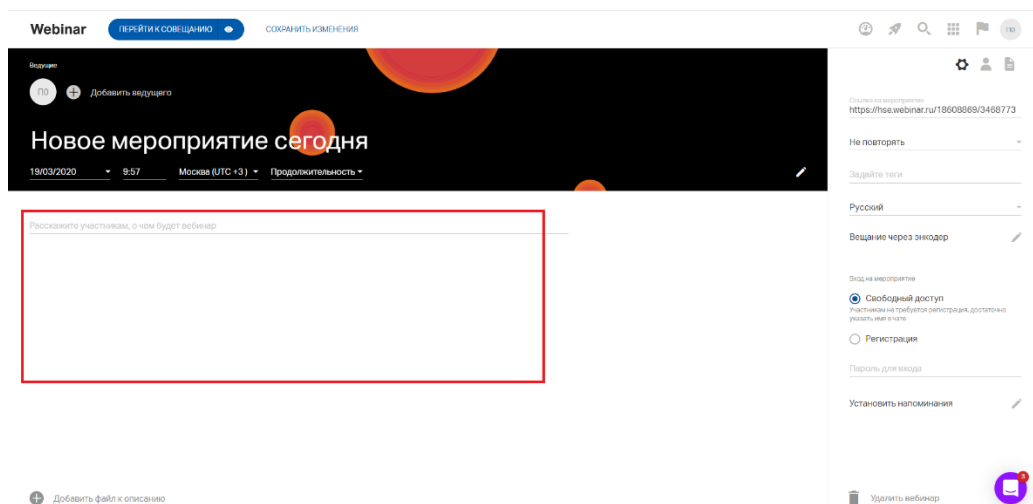 Webinar
ПЕРЕЙТИ К СОВЕЩАНИЮ
СОХРАНИТЬ ИЗМЕНЕНИЯ
ПО
Ведущие
ПО
Добавить ведущего
Новое мероприятие сегодня
19/03/2020 9:57 Москва (UTC +3) Продолжительность
Расскажите участникам, о чем будет вебинар
Добавить файл к описанию
Ссылка на мероприятие
https://hse.webinar.ru/18608869/3468773
Не повторять
Задайте теги
Русский
Вещание через энкодер
Вход на мероприятие
Свободный доступ
Участникам не требуется регистрация, достаточно
указать имя в чате
Регистрация
Пароль для входа
Установить напоминания
3
Удалить вебинар